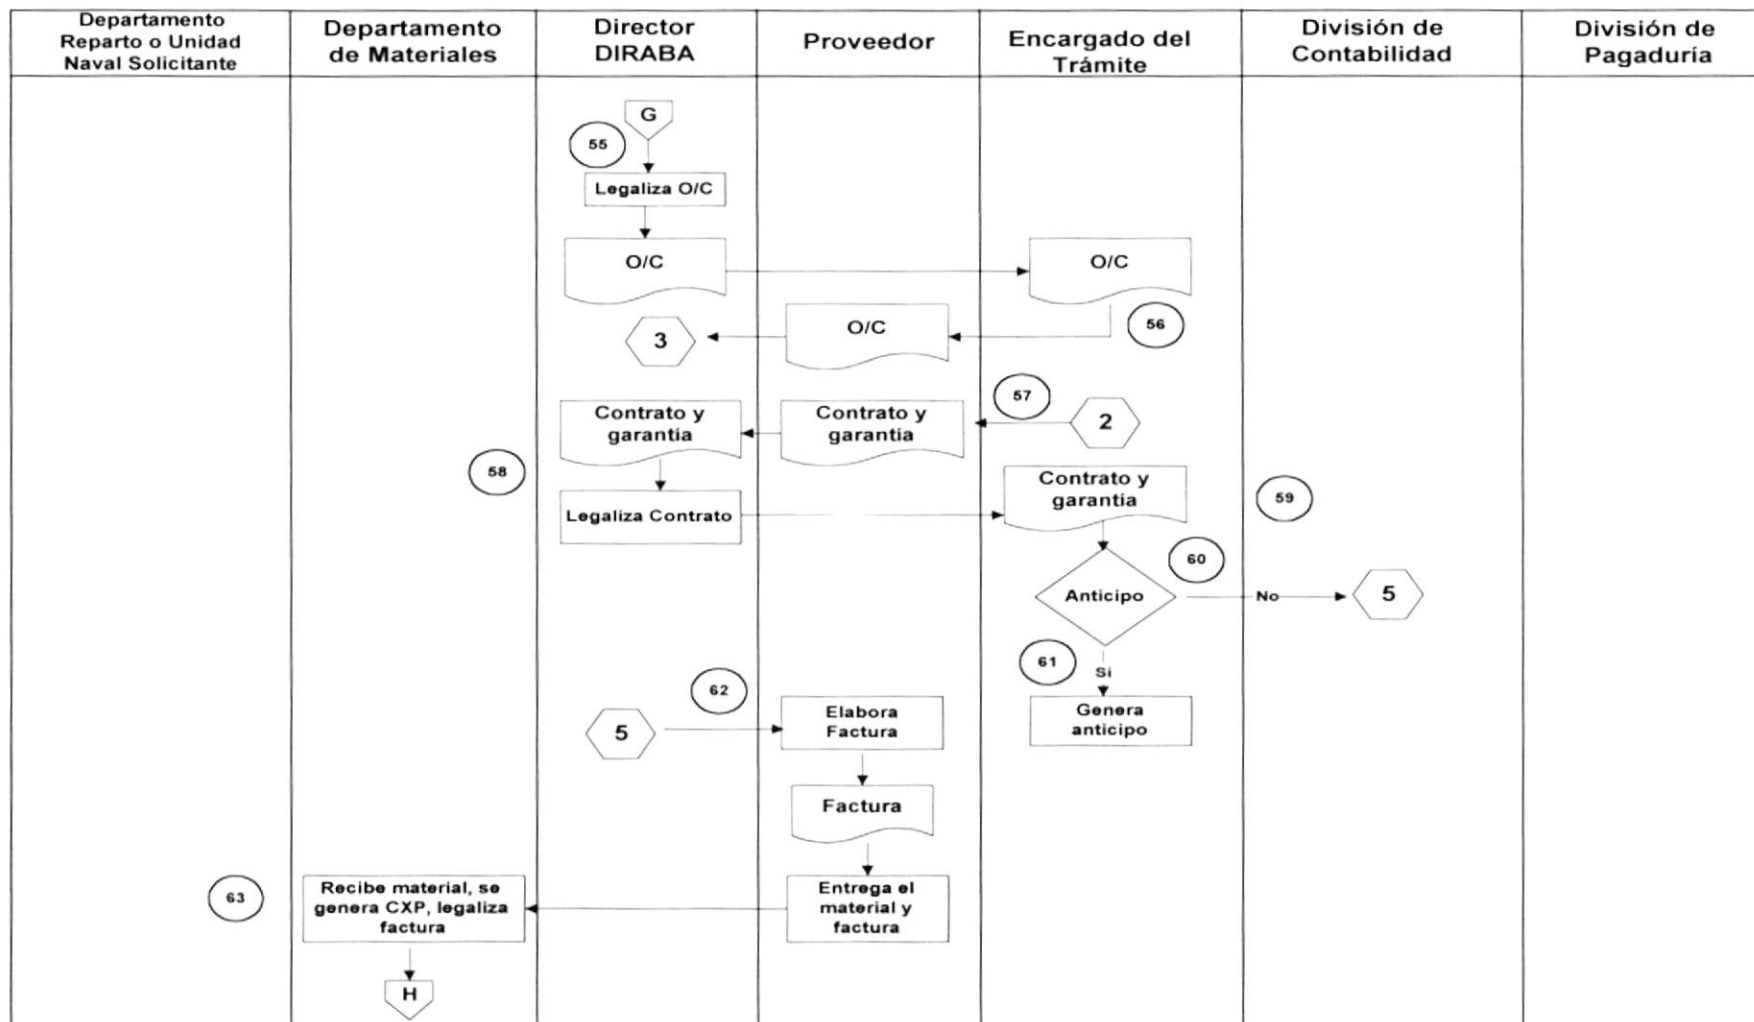 Departamento
Reparto o Unidad
Naval Solicitante
Departamento
de Materiales
Director
DIRABA
Proveedor
Encargado del
Trámite
División de
Contabilidad
División de
Pagaduría
G
55
Legaliza O/C
O/C
O/C
56
O/C
3
57
2
Contrato y
garantía
Contrato y
garantía
58
Legaliza Contrato
Contrato y
garantía
59
60
Anticipo
No
5
61
Si
Genera
anticipo
62
5
Elabora
Factura
Factura
Entrega el
material y
factura
63
Recibe material, se
genera CXP, legaliza
factura
H